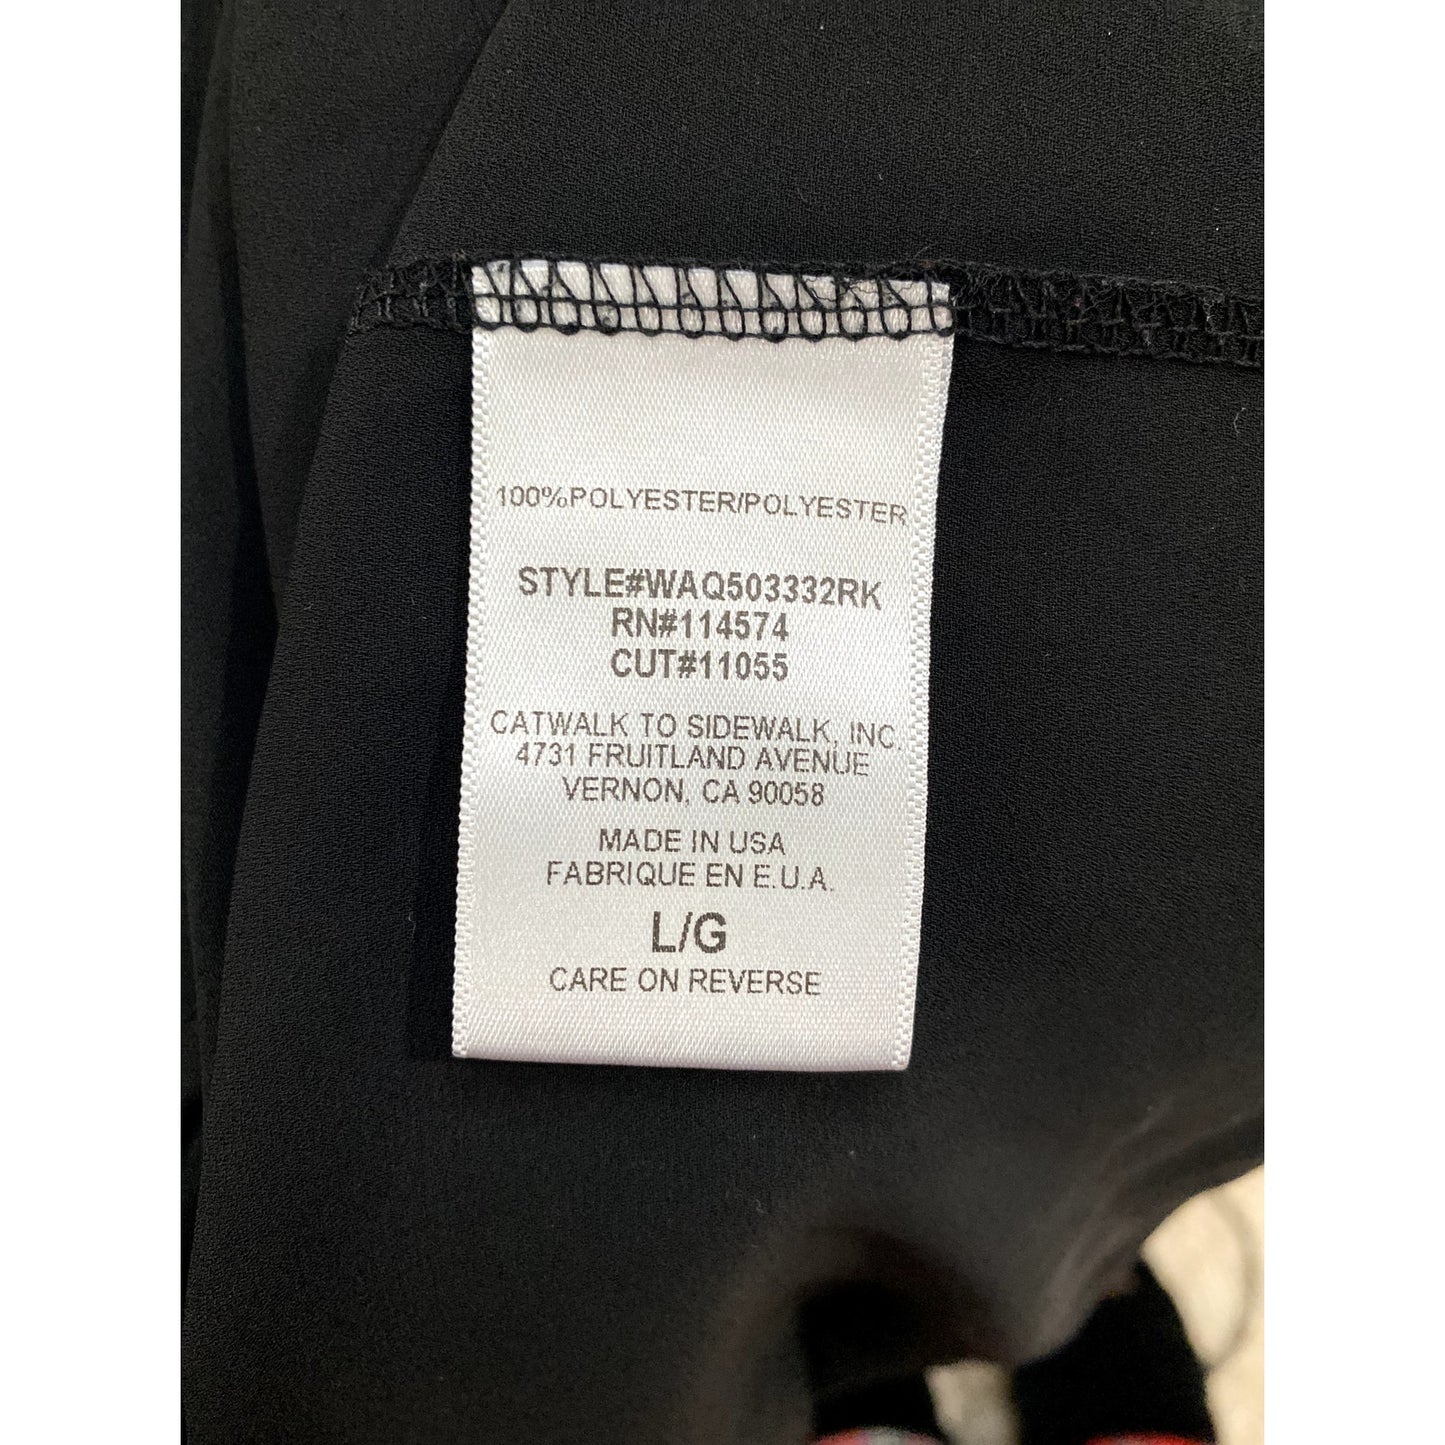 100%POLYESTER/POLYESTER
STYLE#WAQ503332RK
RN#114574
CUT#11055
CATWALK TO SIDEWALK, INC.
4731 FRUITLAND AVENUE
VERNON, CA 90058
MADE IN USA
FABRIQUE EN E.U.A.
L/G
CARE ON REVERSE